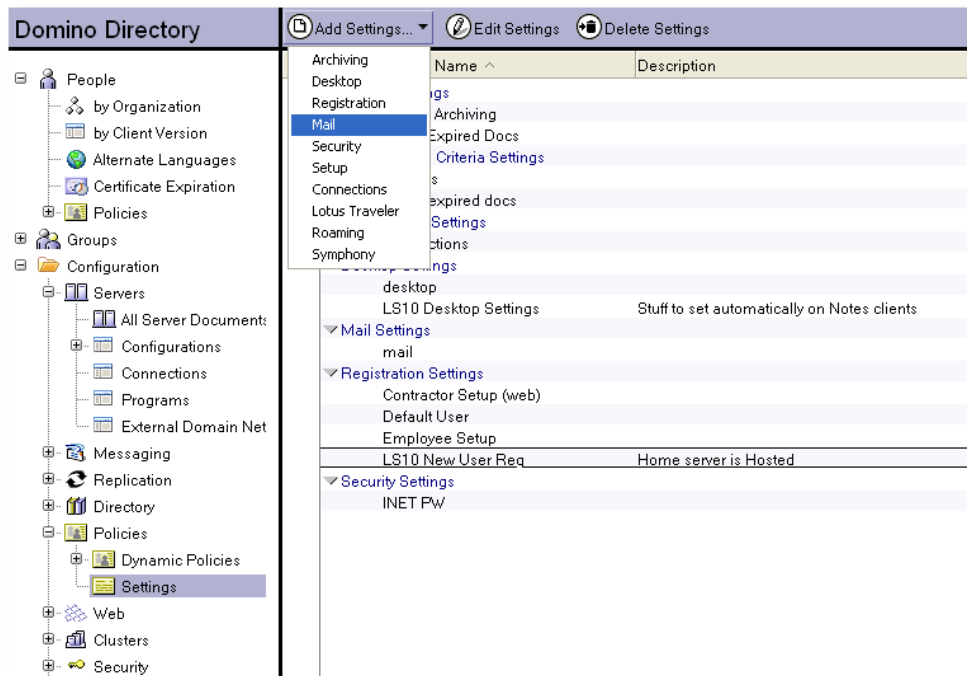 Domino Directory
Add Settings...
Edit Settings
Delete Settings
People
by Organization
by Client Version
Alternate Languages
Certificate Expiration
Policies
Groups
Configuration
Servers
All Server Documents
Configurations
Connections
Programs
External Domain Net
Messaging
Replication
Directory
Policies
Dynamic Policies
Settings
Web
Clusters
Security
Archiving
Desktop
Registration
Mail
Security
Setup
Connections
Lotus Traveler
Roaming
Symphony
Name
Description
Archiving
Expired Docs
Criteria Settings
expired docs
Settings
desktop
LS10 Desktop Settings Stuff to set automatically on Notes clients
Mail Settings
mail
Registration Settings
Contractor Setup (web)
Default User
Employee Setup
LS10 New User Reg Home server is Hosted
Security Settings
INET PW